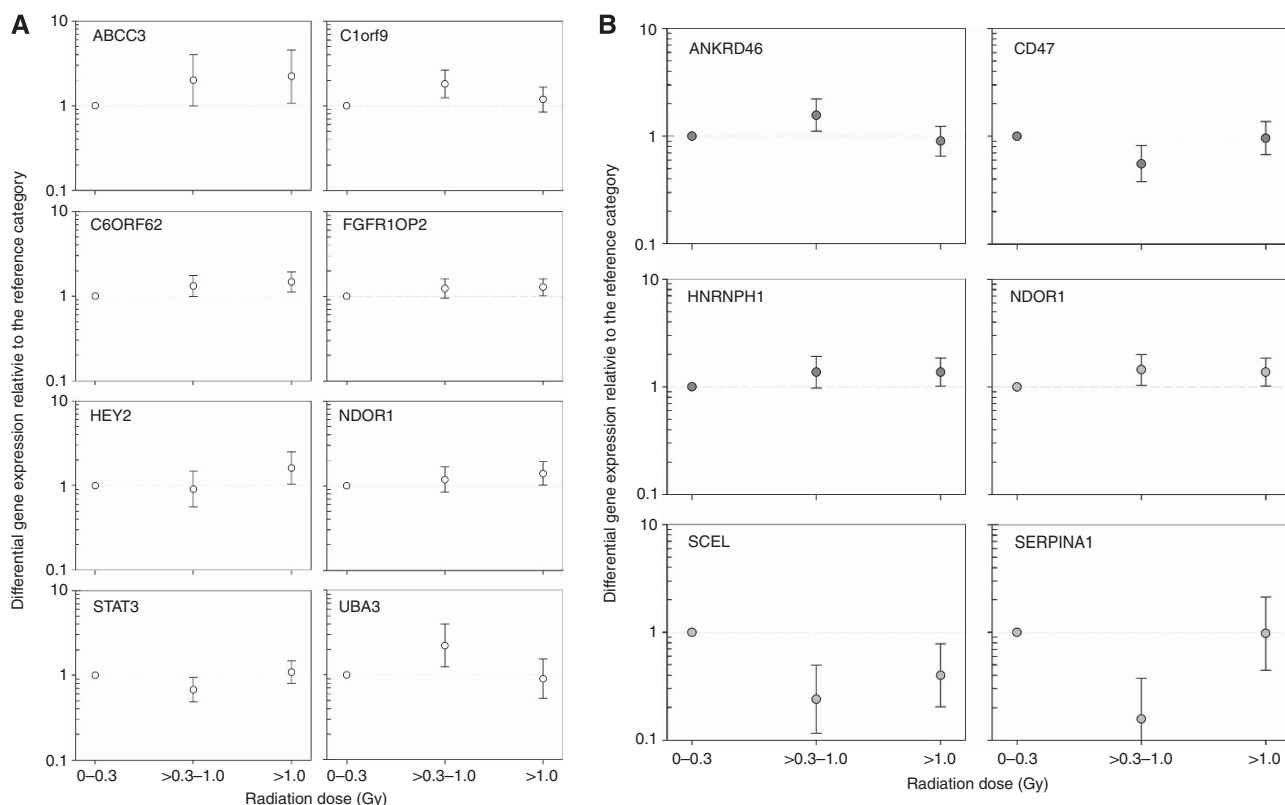 A
Differential gene expression relativie to the reference category
ABCC3
C1orf9
10
1
0.1
C6ORF62
FGFR1OP2
10
1
0.1
HEY2
NDOR1
10
1
0.1
STAT3
UBA3
10
1
0.1
0–0.3 >0.3–1.0 >1.0 0–0.3 >0.3–1.0 >1.0
Radiation dose (Gy)
B
Differential gene expression relativie to the reference category
ANKRD46
CD47
10
1
0.1
HNRNPH1
NDOR1
10
1
0.1
SCEL
SERPINA1
10
1
0.1
0–0.3 >0.3–1.0 >1.0 0–0.3 >0.3–1.0 >1.0
Radiation dose (Gy)